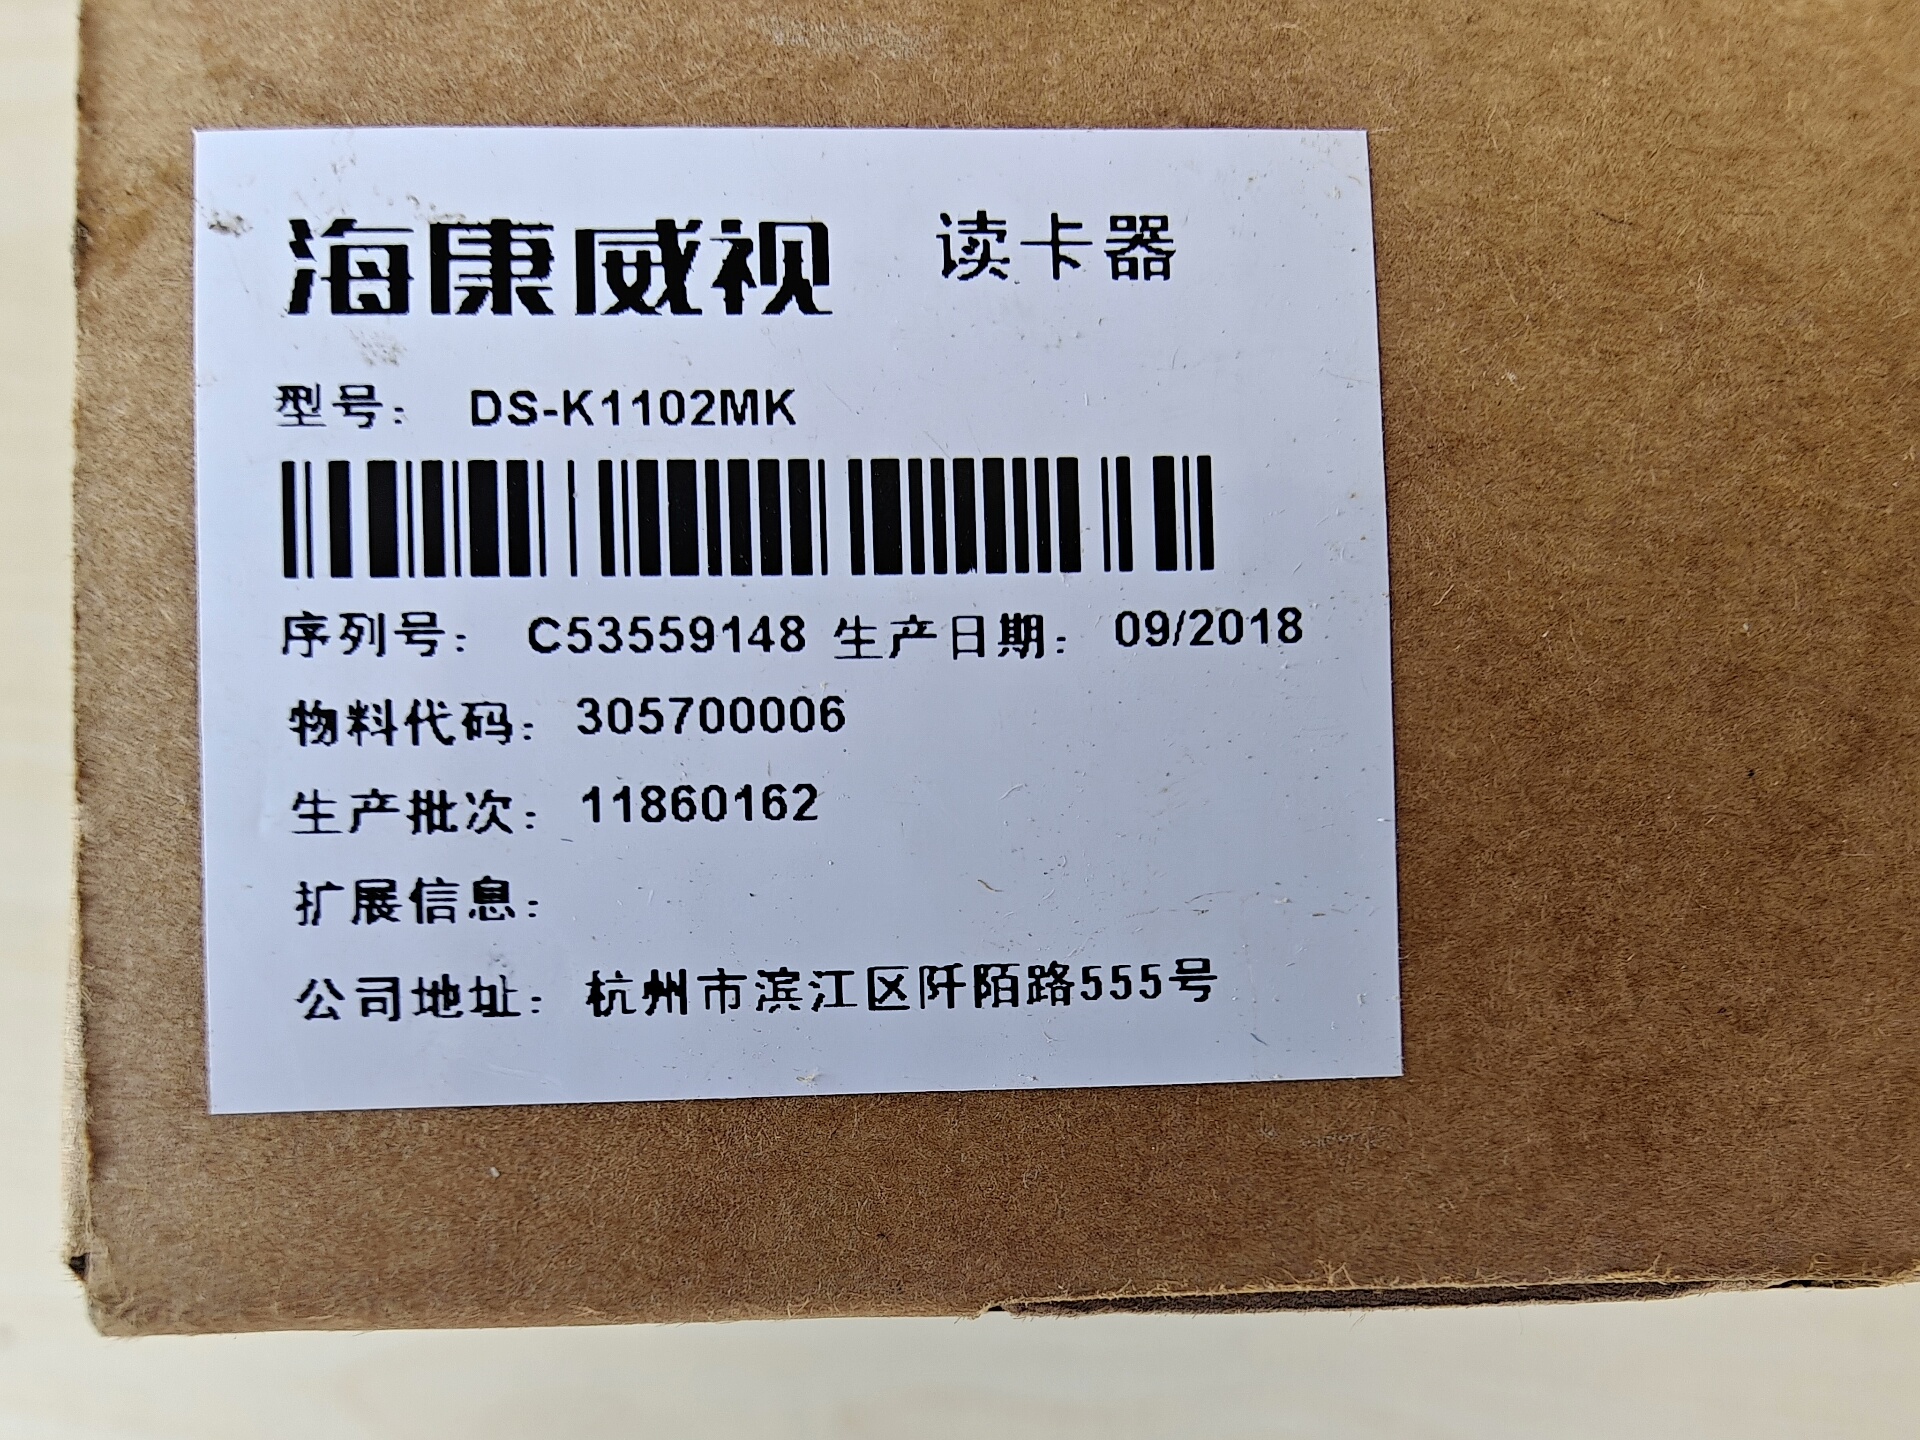 海康威视 读卡器
型号: DS-K1102MK
序列号: C53559148 生产日期: 09/2018
物料代码: 305700006
生产批次: 11860162
扩展信息:
公司地址: 杭州市滨江区阡陌路555号